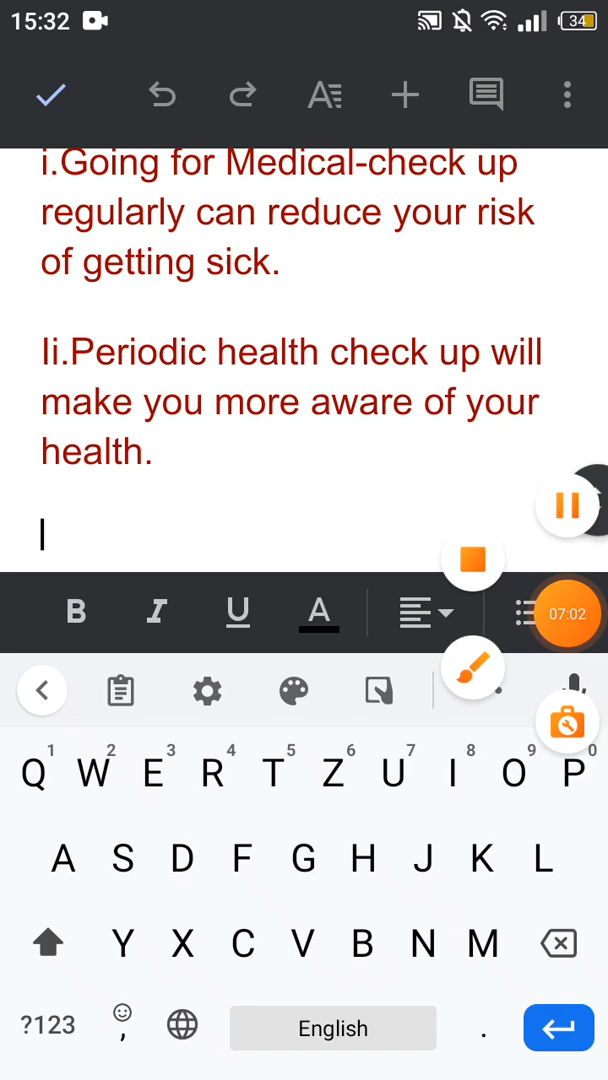 15:32 34
i.Going for Medical-check up
regularly can reduce your risk
of getting sick.
Ii.Periodic health check up will
make you more aware of your
health.
B I U A
07:02
1 2 3 4 5 6 7 8 9 0
Q W E R T Z U I O P
A S D F G H J K L
Y X C V B N M
?123 , English .